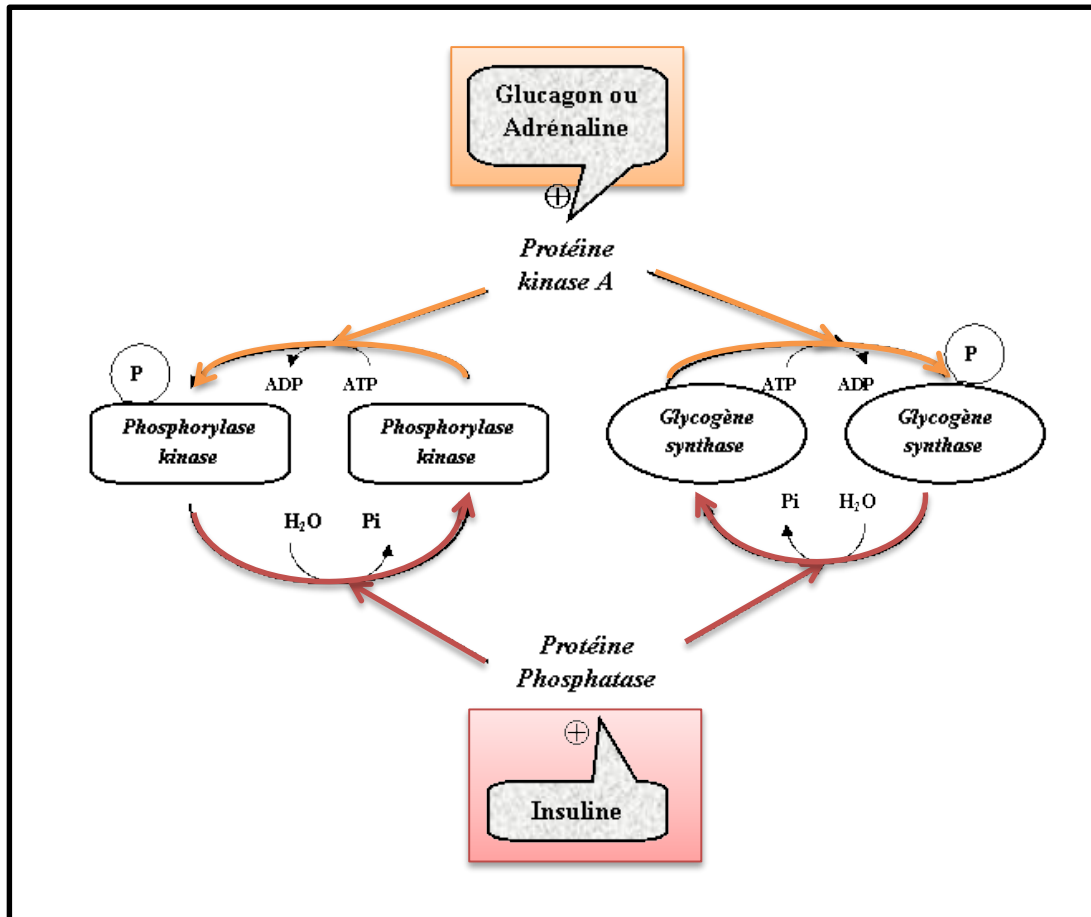 Glucagon ou
Adrénaline
⊕
Protéine
kinase A
P
ADP
ATP
Phosphorylase
kinase
Phosphorylase
kinase
H₂O
Pi
ATP
ADP
P
Glycogène
synthase
Glycogène
synthase
Pi
H₂O
Protéine
Phosphatase
⊕
Insuline